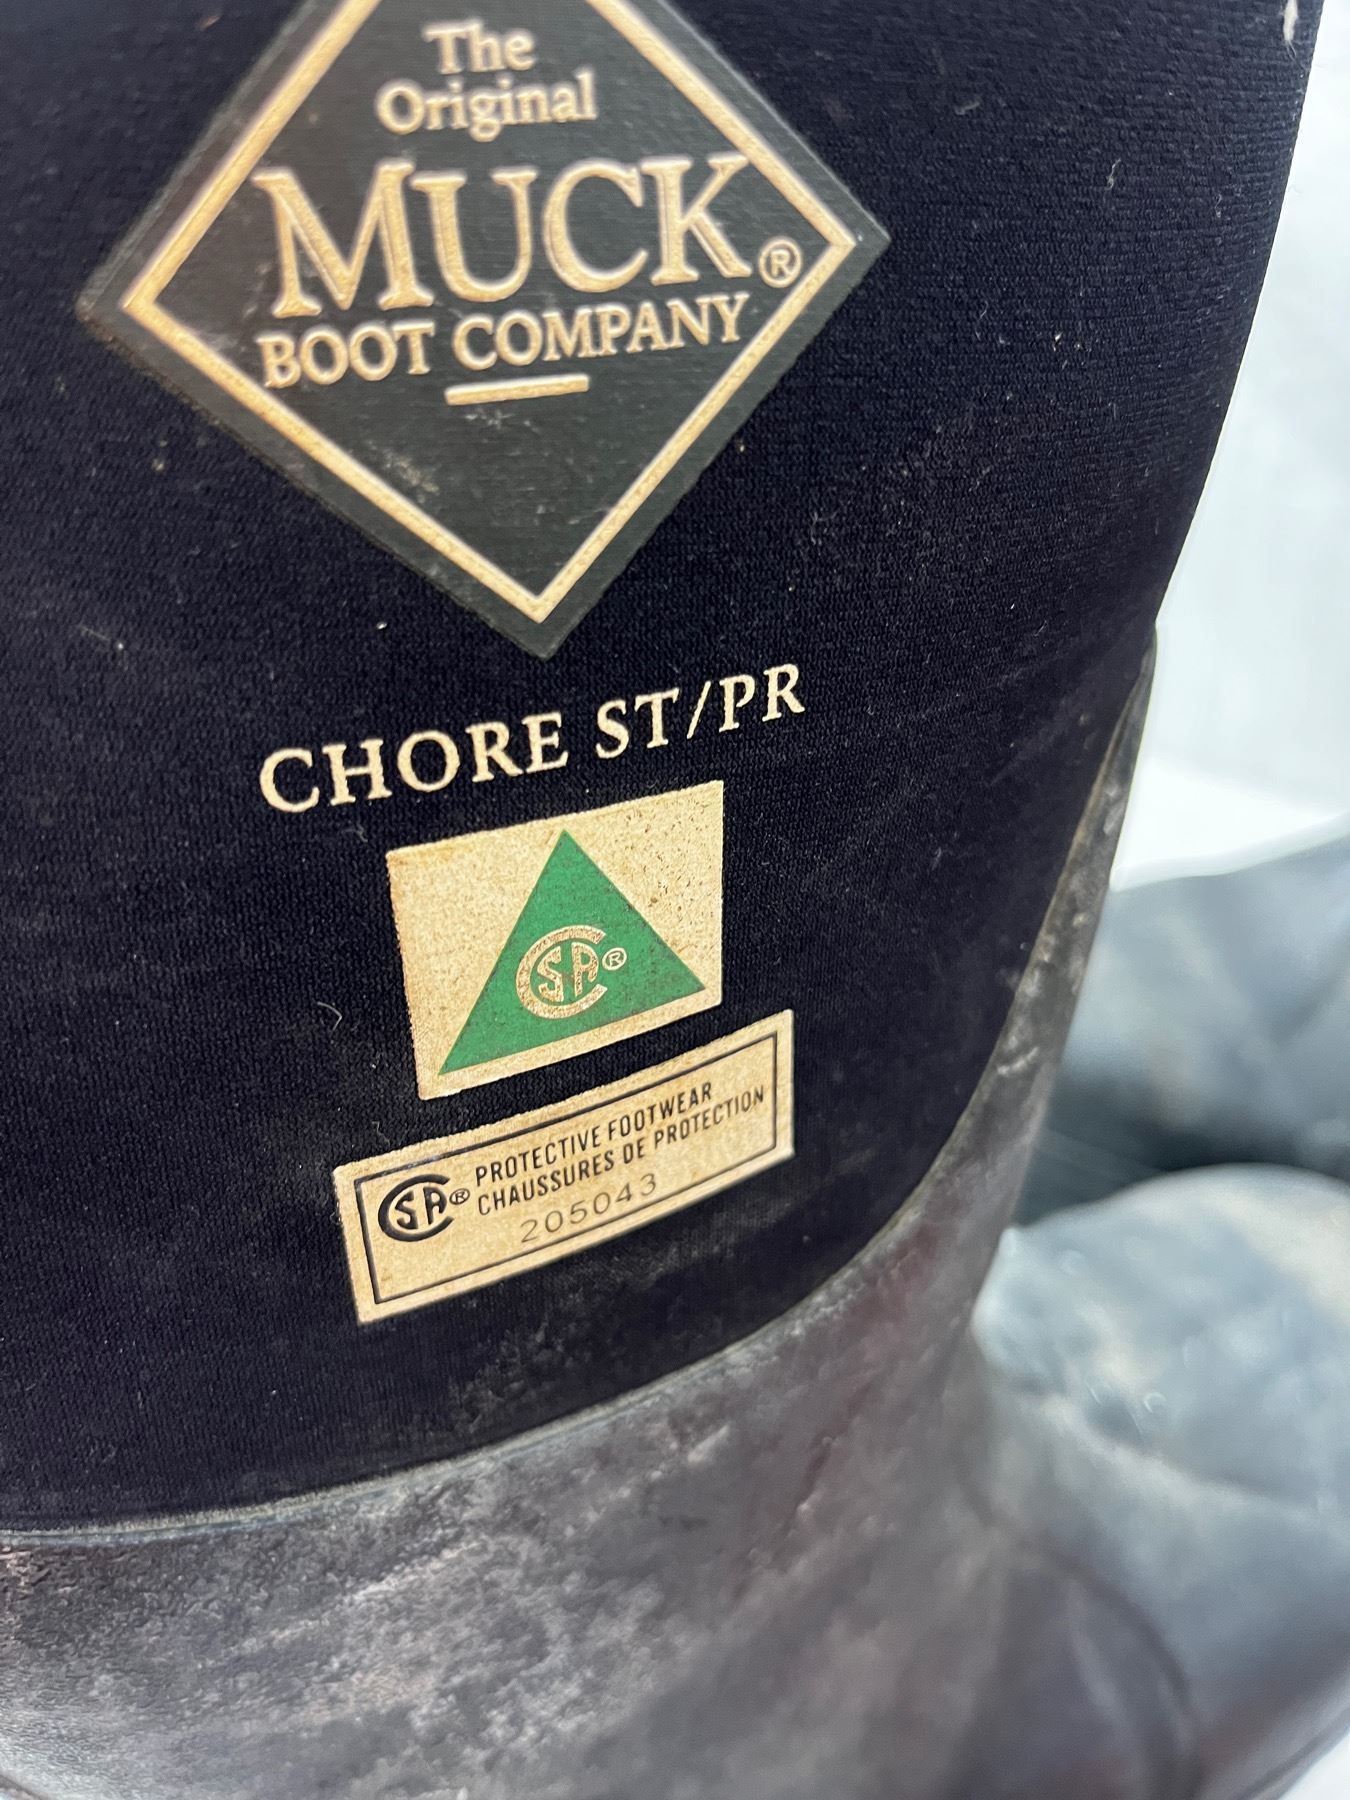 The
Original
MUCK®
BOOT COMPANY
CHORE ST/PR
CSA®
CSA® PROTECTIVE FOOTWEAR
CHAUSSURES DE PROTECTION
205043